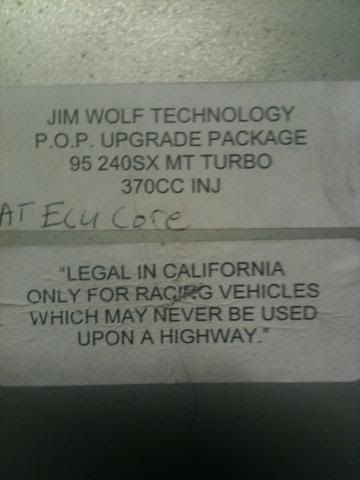 JIM WOLF TECHNOLOGY
P.O.P. UPGRADE PACKAGE
95 240SX MT TURBO
370CC INJ
AT ECU Core
"LEGAL IN CALIFORNIA
ONLY FOR RACING VEHICLES
WHICH MAY NEVER BE USED
UPON A HIGHWAY."